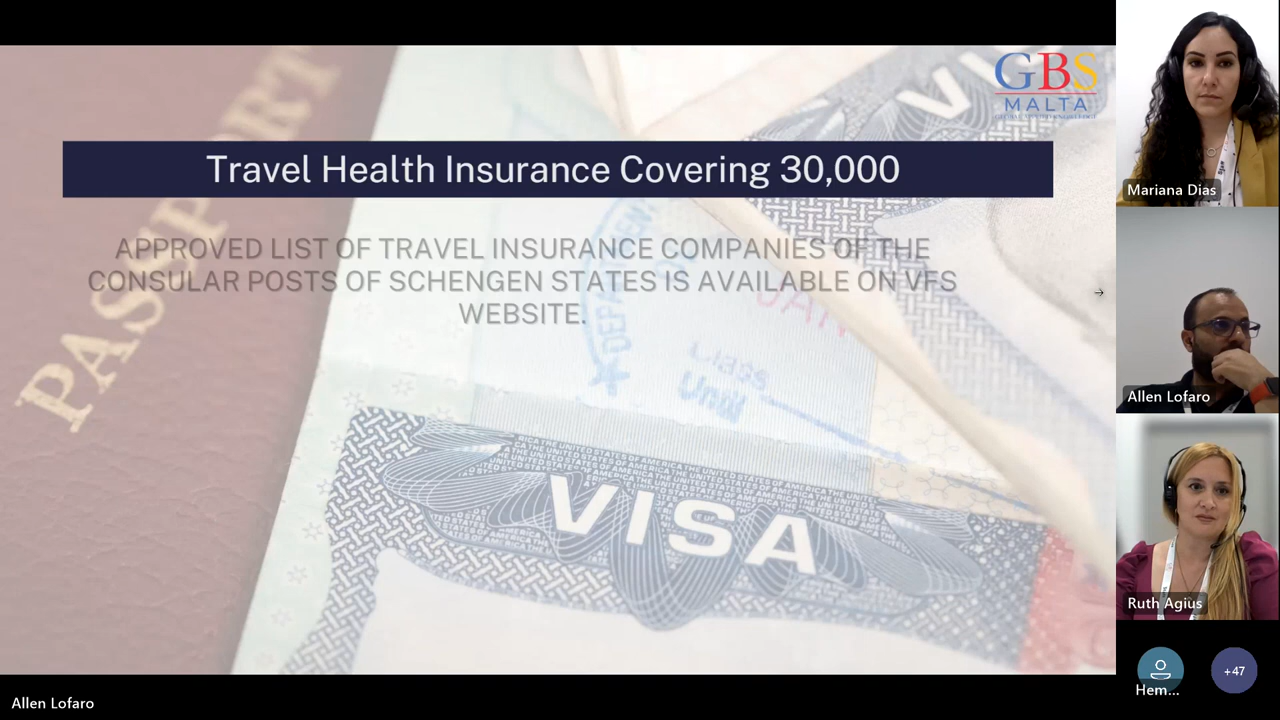 PASSPORT
GBS
MALTA
Travel Health Insurance Covering 30,000
APPROVED LIST OF TRAVEL INSURANCE COMPANIES OF THE
CONSULAR POSTS OF SCHENGEN STATES IS AVAILABLE ON VFS
WEBSITE.
VISA
Mariana Dias
Allen Lofaro
Ruth Agius
Hem...
+47
Allen Lofaro